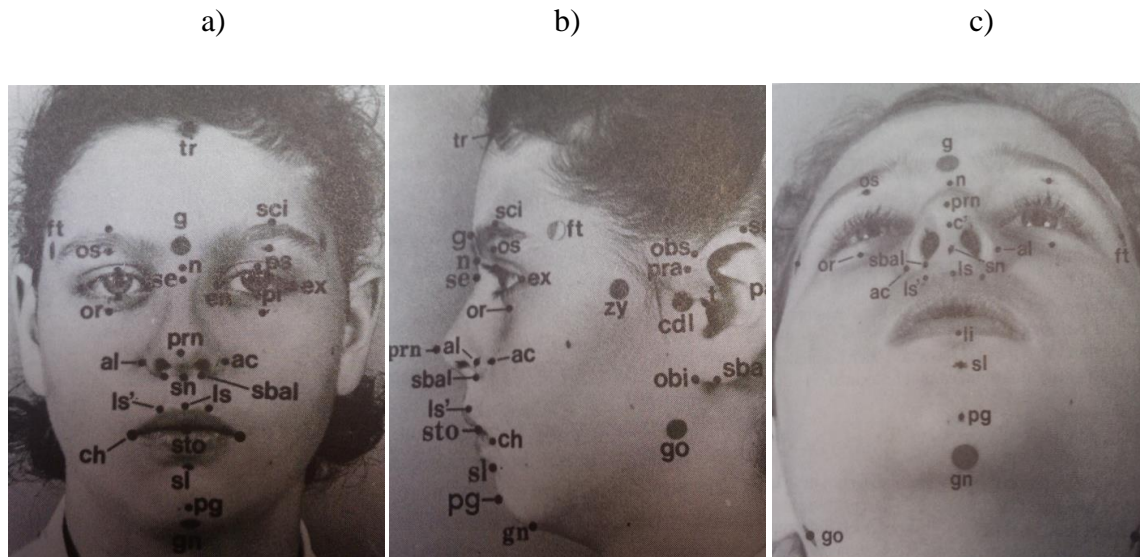 a) b) c)
tr
g sci
ft
os ps
n
se en ex
pi
or
prn
al ac
sn sbal
ls' ls
ch sto
sl
pg
gn
tr
sci
g ft
os obs
n pra
se ex
or zy cdl t
prn al ac
sbal obi sba
ls'
sto ch
go
sl
pg
gn
g
os n
prn
c'
or sbal al ft
ls sn
ac ls'
li
sl
pg
gn
go